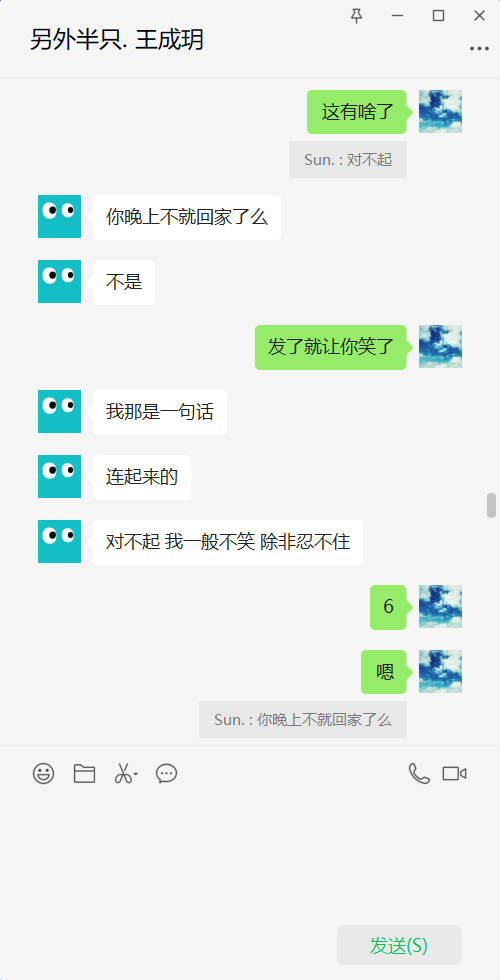 另外半只. 王成玥
这有啥了
Sun. : 对不起
你晚上不就回家了么
不是
发了就让你笑了
我那是一句话
连起来的
对不起 我一般不笑 除非忍不住
6
嗯
Sun. : 你晚上不就回家了么
发送(S)